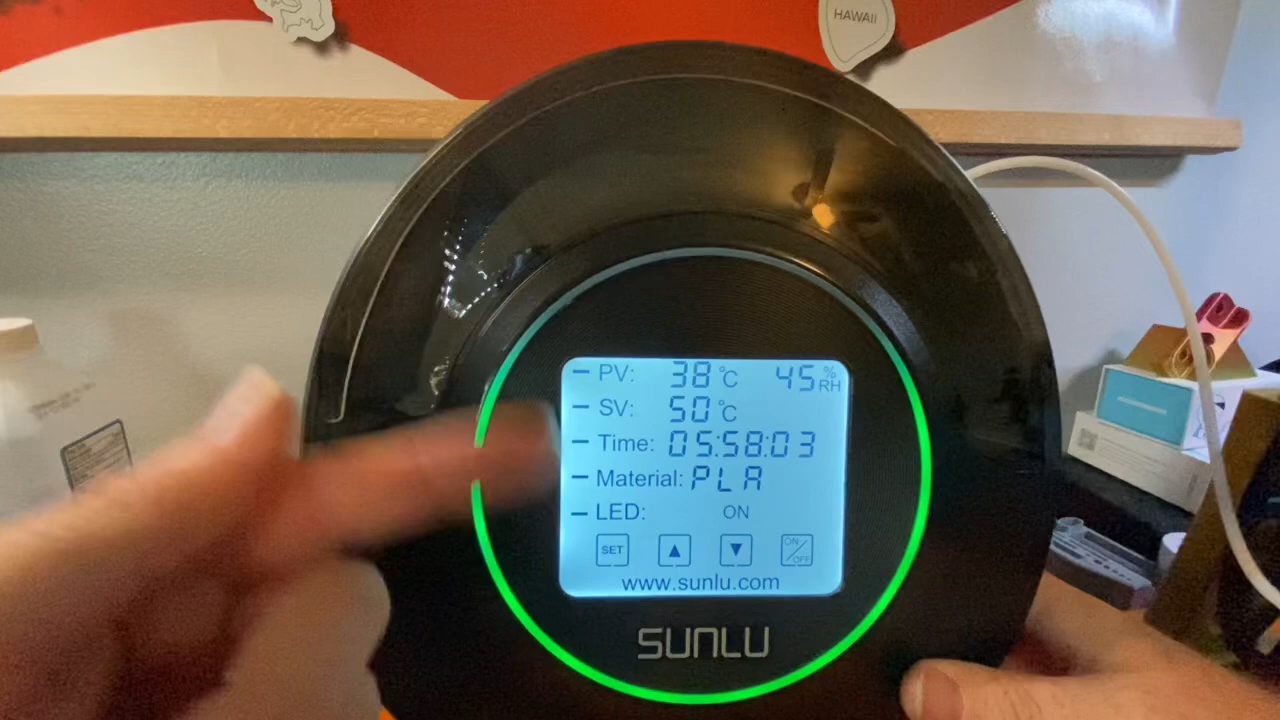 HAWAII
PV: 38 °C 45 % RH
SV: 50 °C
Time: 05:58:03
Material: PLA
LED: ON
SET ▲ ▼ ON/OFF
www.sunlu.com
SUNLU